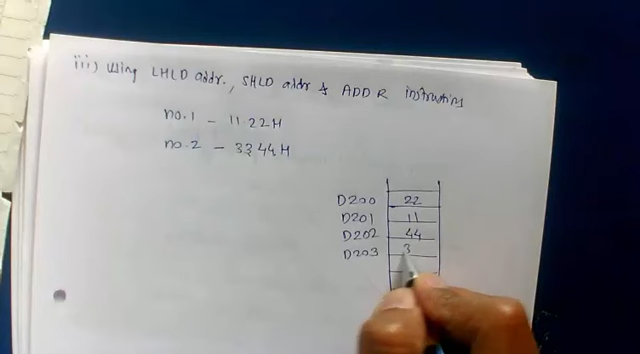 iii) Using LHLD addr., SHLD addr & ADD R instructions
no.1 - 1122H
no.2 - 3344H
D200 22
D201 11
D202 44
D203 3